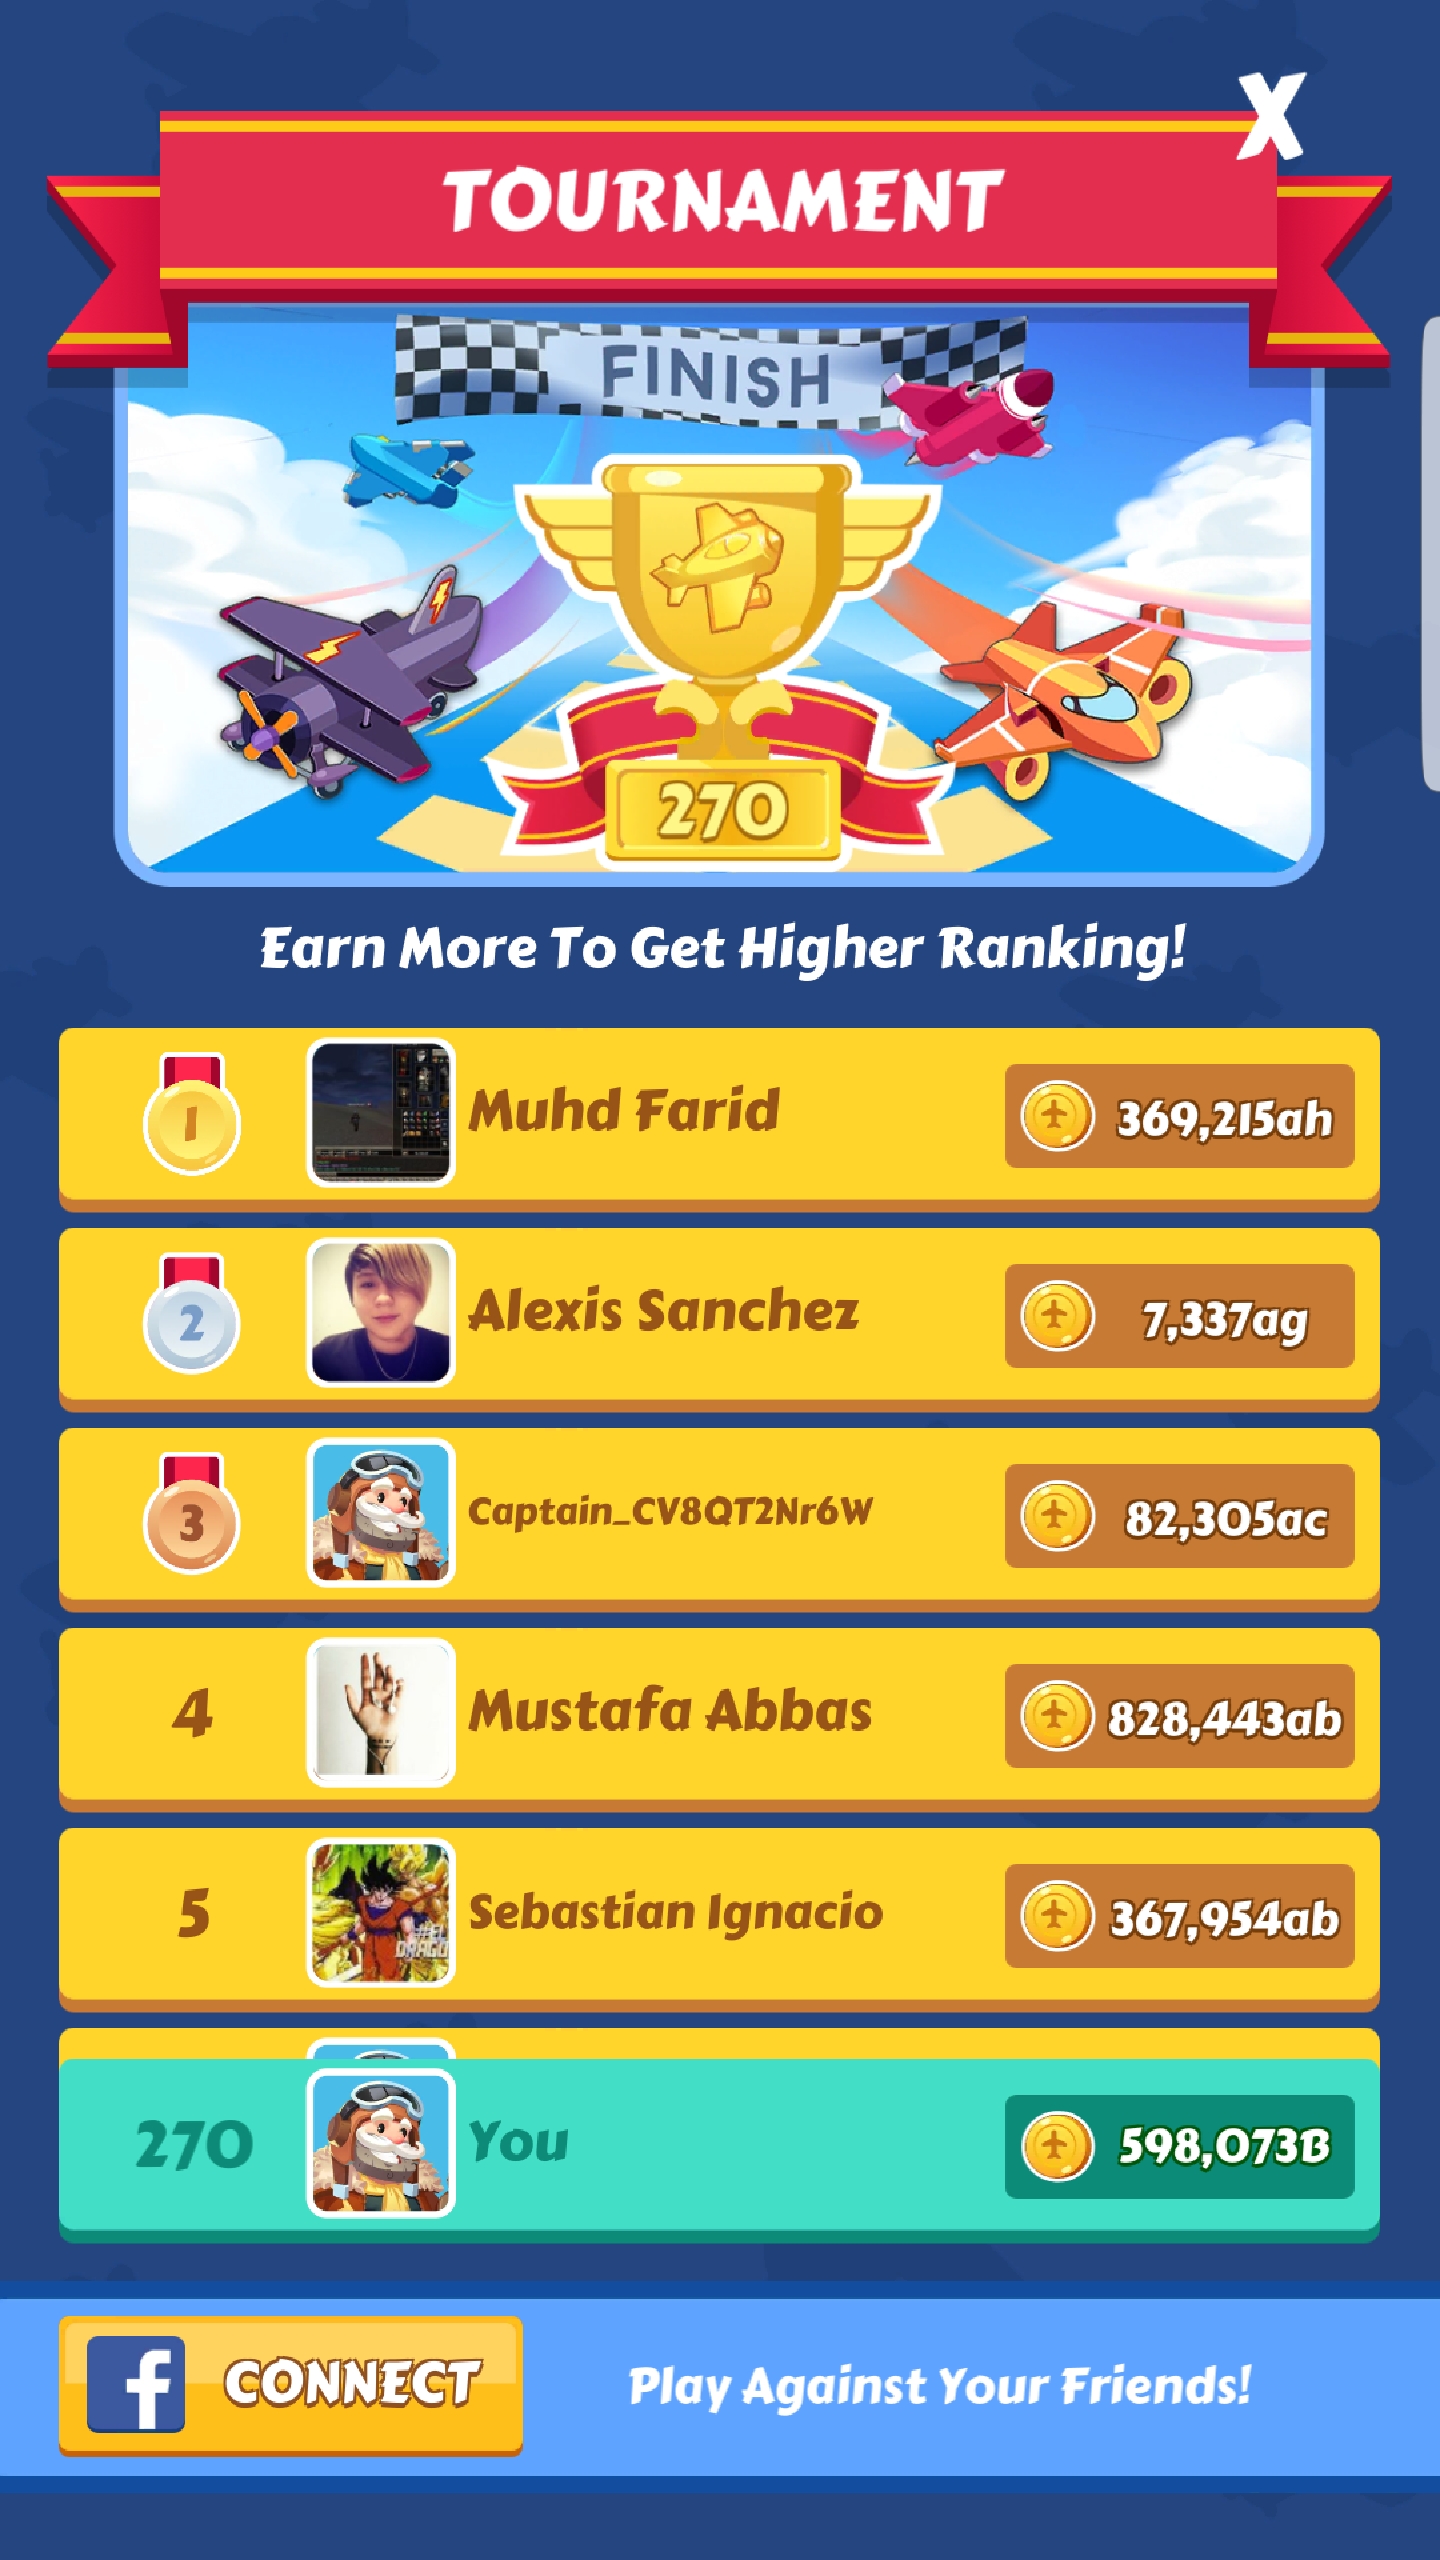 X
TOURNAMENT
FINISH
270
Earn More To Get Higher Ranking!
1 Muhd Farid 369,215ah
2 Alexis Sanchez 7,337ag
3 Captain_CV8QT2Nr6W 82,305ac
4 Mustafa Abbas 828,443ab
5 Sebastian Ignacio 367,954ab
#EL
DRAGO
270 You 598,073B
f CONNECT Play Against Your Friends!